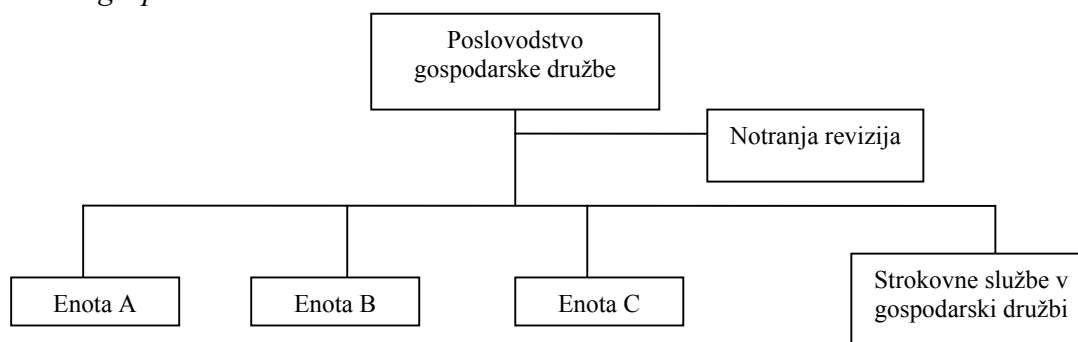 Poslovodstvo
gospodarske družbe
Notranja revizija
Enota A
Enota B
Enota C
Strokovne službe v
gospodarski družbi